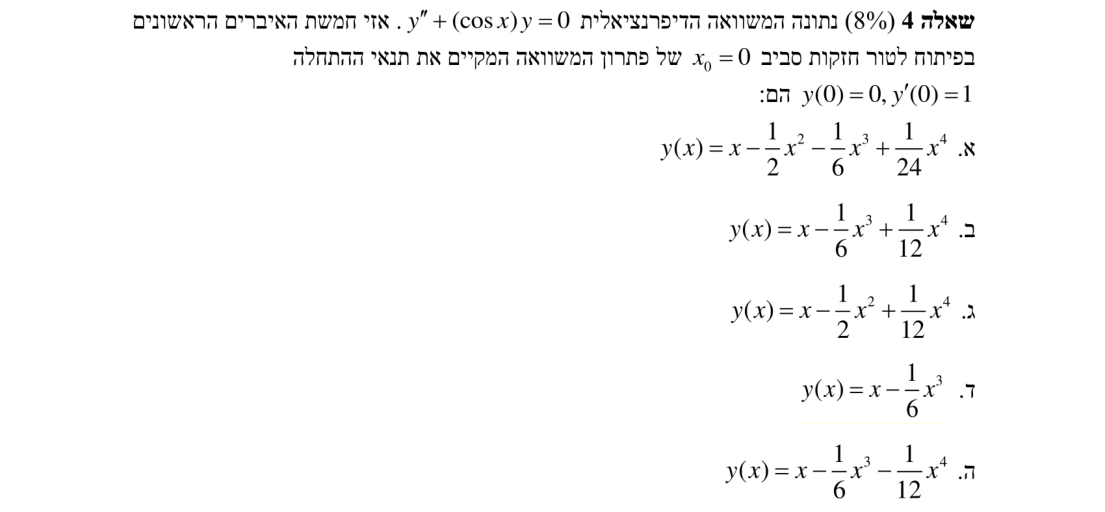 שאלה 4 (8%) נתונה המשוואה הדיפרנציאלית y″ + (cos x) y = 0 . אזי חמשת האיברים הראשונים
בפיתוח לטור חזקות סביב x₀ = 0 של פתרון המשוואה המקיים את תנאי ההתחלה
y(0) = 0, y′(0) = 1 הם:
א. y(x) = x − 1/2 x² − 1/6 x³ + 1/24 x⁴
ב. y(x) = x − 1/6 x³ + 1/12 x⁴
ג. y(x) = x − 1/2 x² + 1/12 x⁴
ד. y(x) = x − 1/6 x³
ה. y(x) = x − 1/6 x³ − 1/12 x⁴